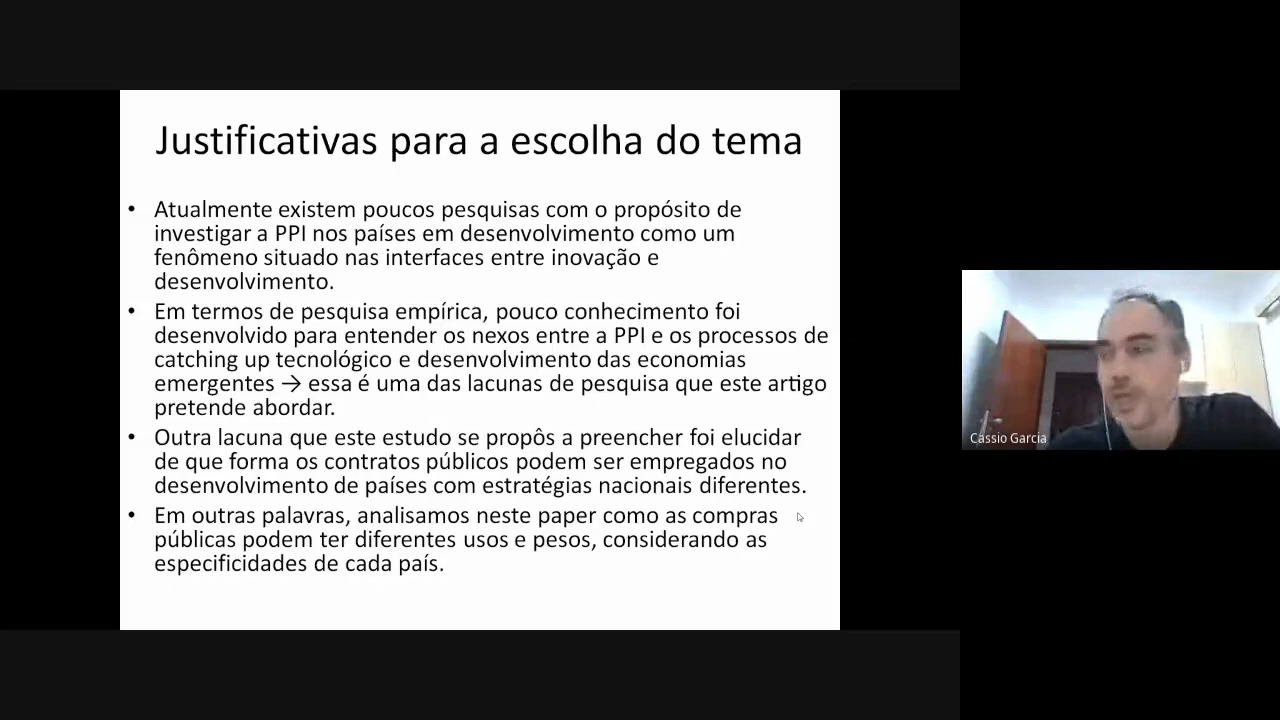 Justificativas para a escolha do tema
• Atualmente existem poucos pesquisas com o propósito de
investigar a PPI nos países em desenvolvimento como um
fenômeno situado nas interfaces entre inovação e
desenvolvimento.
• Em termos de pesquisa empírica, pouco conhecimento foi
desenvolvido para entender os nexos entre a PPI e os processos de
catching up tecnológico e desenvolvimento das economias
emergentes → essa é uma das lacunas de pesquisa que este artigo
pretende abordar.
• Outra lacuna que este estudo se propôs a preencher foi elucidar
de que forma os contratos públicos podem ser empregados no
desenvolvimento de países com estratégias nacionais diferentes.
• Em outras palavras, analisamos neste paper como as compras
públicas podem ter diferentes usos e pesos, considerando as
especificidades de cada país.
Cassio Garcia